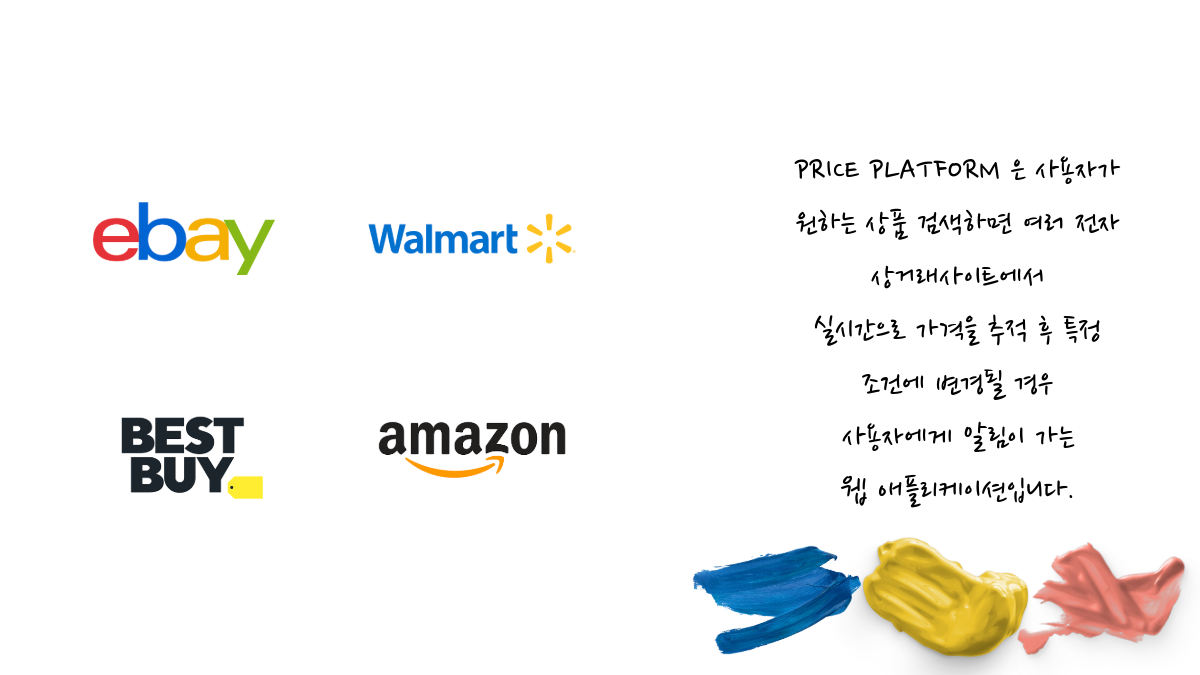 ebay
Walmart
BEST
BUY
amazon
PRICE PLATFORM 은 사용자가
원하는 상품 검색하면 여러 전자
상거래사이트에서
실시간으로 가격을 추적 후 특정
조건에 변경될 경우
사용자에게 알림이 가는
웹 애플리케이션입니다.